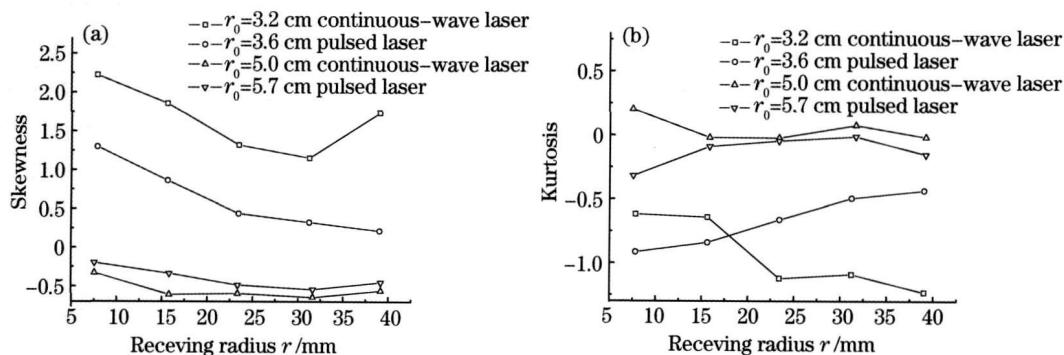 (a)
r0=3.2 cm continuous-wave laser
r0=3.6 cm pulsed laser
r0=5.0 cm continuous-wave laser
r0=5.7 cm pulsed laser
Skewness
2.5
2.0
1.5
1.0
0.5
0
-0.5
5 10 15 20 25 30 35 40
Receving radius r /mm
(b)
r0=3.2 cm continuous-wave laser
r0=3.6 cm pulsed laser
r0=5.0 cm continuous-wave laser
r0=5.7 cm pulsed laser
Kurtosis
0.5
0
-0.5
-1.0
5 10 15 20 25 30 35 40
Receving radius r /mm